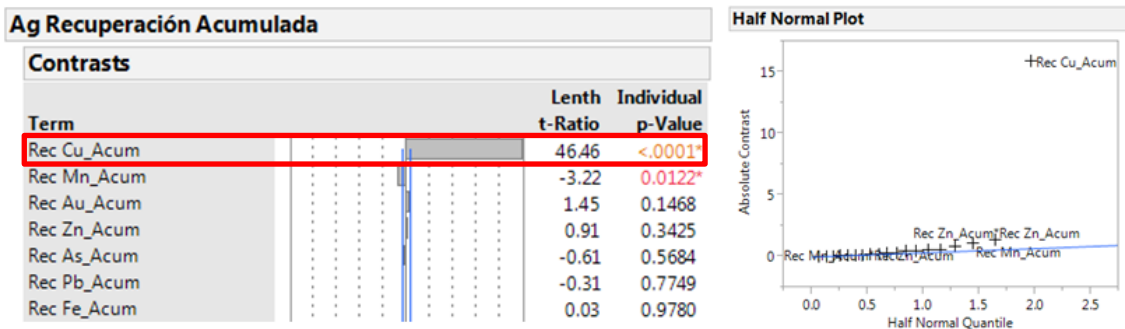 Ag Recuperación Acumulada
Contrasts
Lenth Individual
Term t-Ratio p-Value
Rec Cu_Acum 46.46 <.0001*
Rec Mn_Acum -3.22 0.0122*
Rec Au_Acum 1.45 0.1468
Rec Zn_Acum 0.91 0.3425
Rec As_Acum -0.61 0.5684
Rec Pb_Acum -0.31 0.7749
Rec Fe_Acum 0.03 0.9780
Half Normal Plot
Rec Cu_Acum
15
10
Absolute Contrast
5
Rec Zn_Acum*Rec Zn_Acum
0
Rec Mn_Acum
0.0 0.5 1.0 1.5 2.0 2.5
Half Normal Quantile